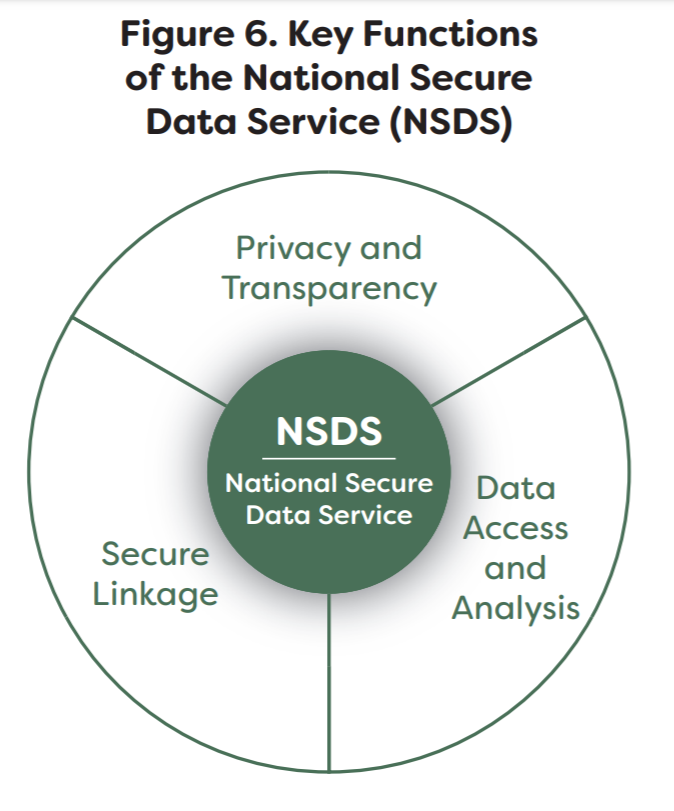 Figure 6. Key Functions
of the National Secure
Data Service (NSDS)
Privacy and
Transparency
NSDS
National Secure
Data Service
Data
Access
and
Analysis
Secure
Linkage